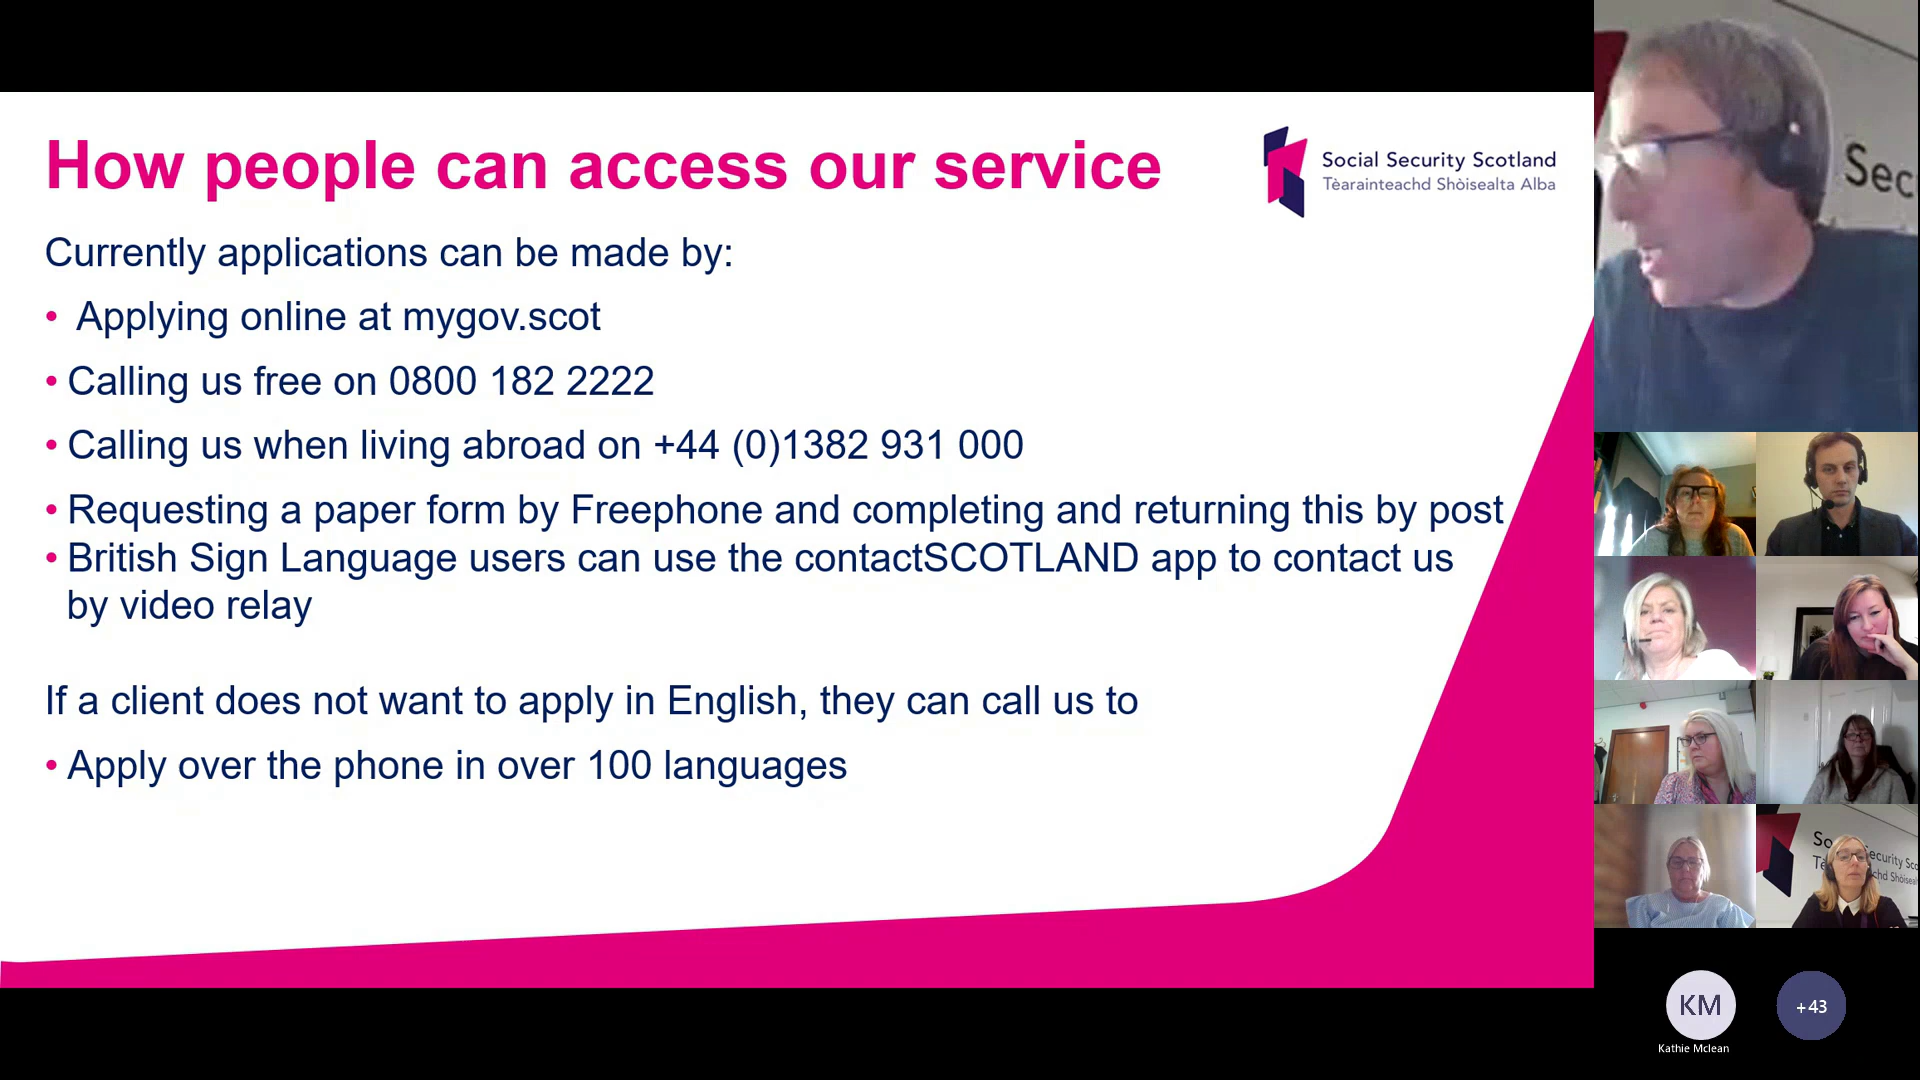 How people can access our service
Social Security Scotland
Tèarainteachd Shòisealta Alba
Currently applications can be made by:
• Applying online at mygov.scot
• Calling us free on 0800 182 2222
• Calling us when living abroad on +44 (0)1382 931 000
• Requesting a paper form by Freephone and completing and returning this by post
• British Sign Language users can use the contactSCOTLAND app to contact us
by video relay
If a client does not want to apply in English, they can call us to
• Apply over the phone in over 100 languages
Sec
KM
Kathie Mclean
+43